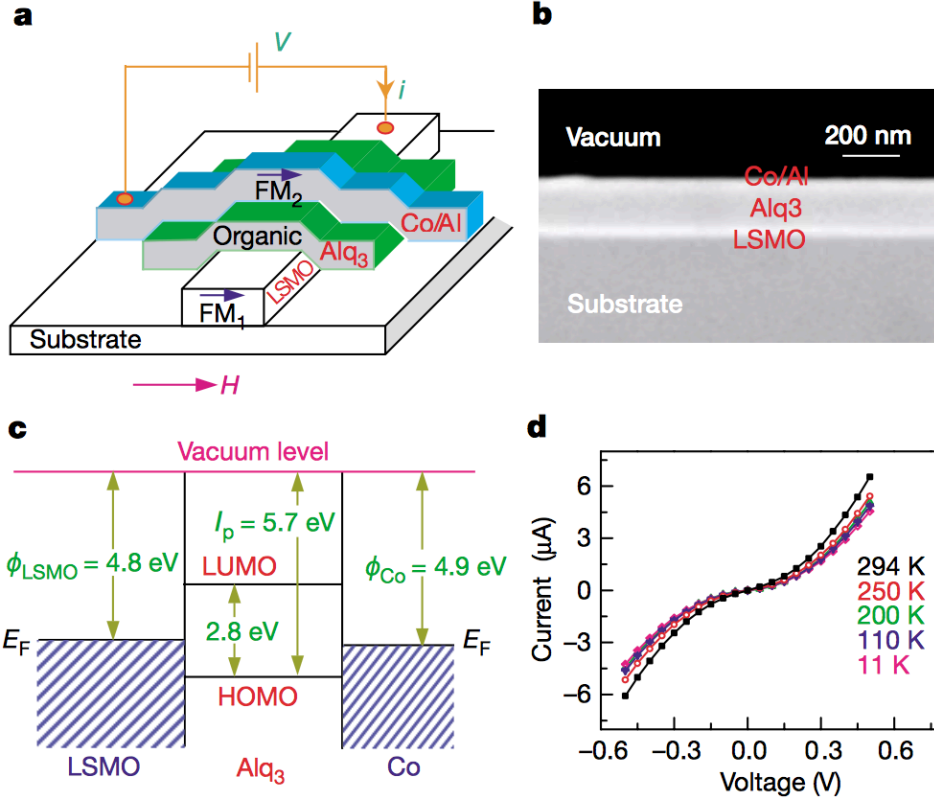 a
V
i
FM₂
Co/Al
Organic
Alq₃
LSMO
FM₁
Substrate
H
b
Vacuum
200 nm
Co/Al
Alq3
LSMO
Substrate
c
Vacuum level
Iₚ = 5.7 eV
ϕLSMO = 4.8 eV
ϕCo = 4.9 eV
LUMO
2.8 eV
E_F
E_F
HOMO
LSMO
Alq₃
Co
d
Current (µA)
6
3
0
−3
−6
294 K
250 K
200 K
110 K
11 K
−0.6 −0.3 0.0 0.3 0.6
Voltage (V)